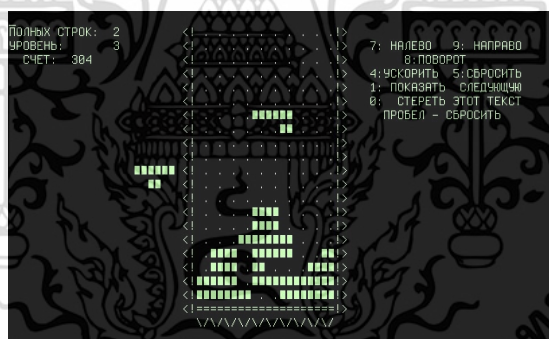 ПОЛНЫХ СТРОК: 2
УРОВЕНЬ: 3
СЧЕТ: 304
7: НАЛЕВО 9: НАПРАВО
8:ПОВОРОТ
4:УСКОРИТЬ 5:СБРОСИТЬ
1: ПОКАЗАТЬ СЛЕДУЮЩУЮ
0: СТЕРЕТЬ ЭТОТ ТЕКСТ
ПРОБЕЛ - СБРОСИТЬ